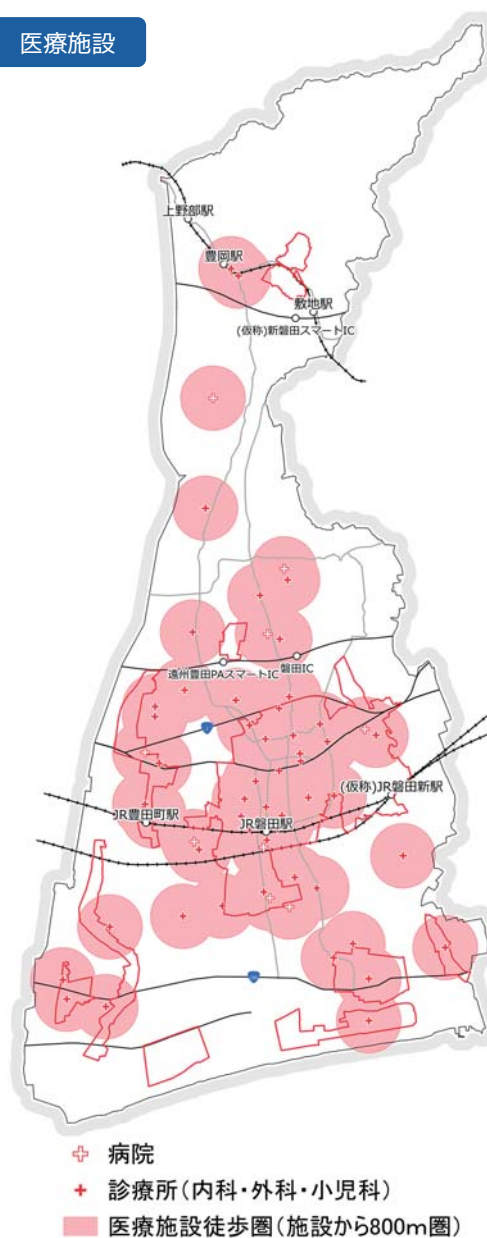 医療施設
上野部駅
豊岡駅
敷地駅
(仮称)新磐田スマートIC
遠州豊田PAスマートIC
磐田IC
1
(仮称)JR磐田新駅
JR豊田町駅
JR磐田駅
病院
診療所(内科・外科・小児科)
医療施設徒歩圏(施設から800m圏)